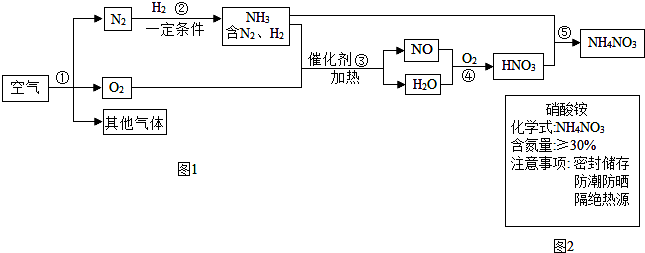 空气
①
N2
O2
其他气体
H2 ②
一定条件
NH3
含N2、H2
催化剂③
加热
NO
H2O
O2
④
HNO3
⑤
NH4NO3
图1
硝酸铵
化学式:NH4NO3
含氮量:≥30%
注意事项: 密封储存
防潮防晒
隔绝热源
图2